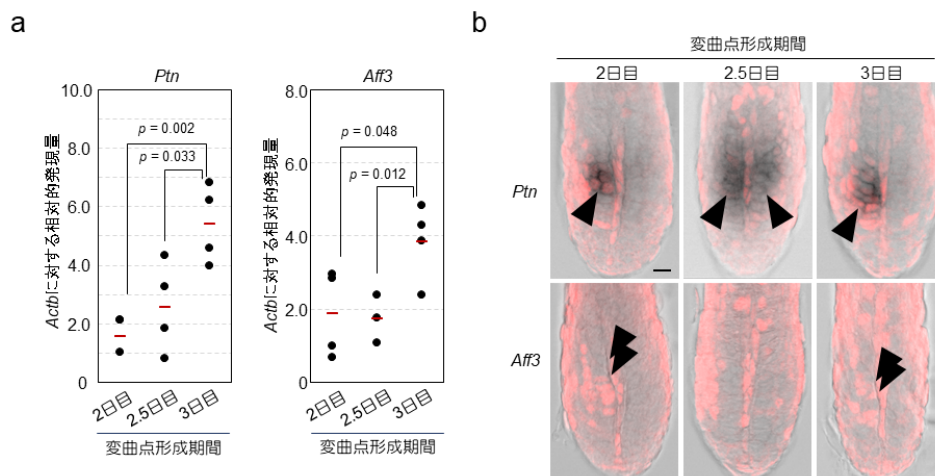 a
Ptn
Actbに対する相対的発現量
10.0
8.0
6.0
4.0
2.0
0
p = 0.002
p = 0.033
2日目
2.5日目
3日目
変曲点形成期間
Aff3
Actbに対する相対的発現量
8.0
6.0
4.0
2.0
0
p = 0.048
p = 0.012
2日目
2.5日目
3日目
変曲点形成期間
b
変曲点形成期間
2日目 2.5日目 3日目
Ptn
Aff3